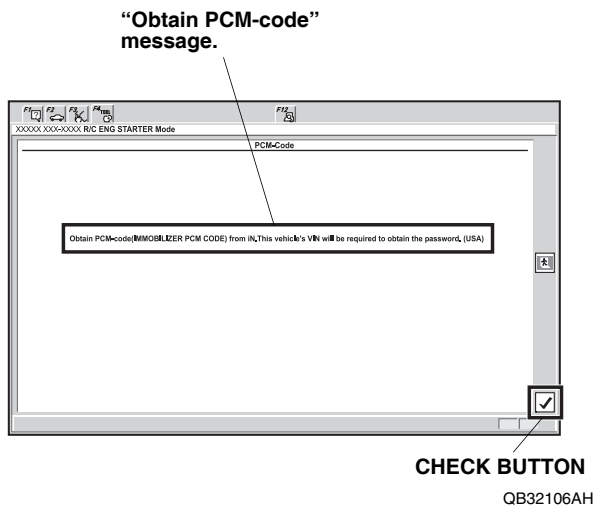 “Obtain PCM-code”
message.
F1 F2 F3 F4 TOOL F12
XXXXX XXX-XXXX R/C ENG STARTER Mode
PCM-Code
Obtain PCM-code(IMMOBILIZER PCM CODE) from iN.This vehicle's VIN will be required to obtain the password. (USA)
CHECK BUTTON
QB32106AH